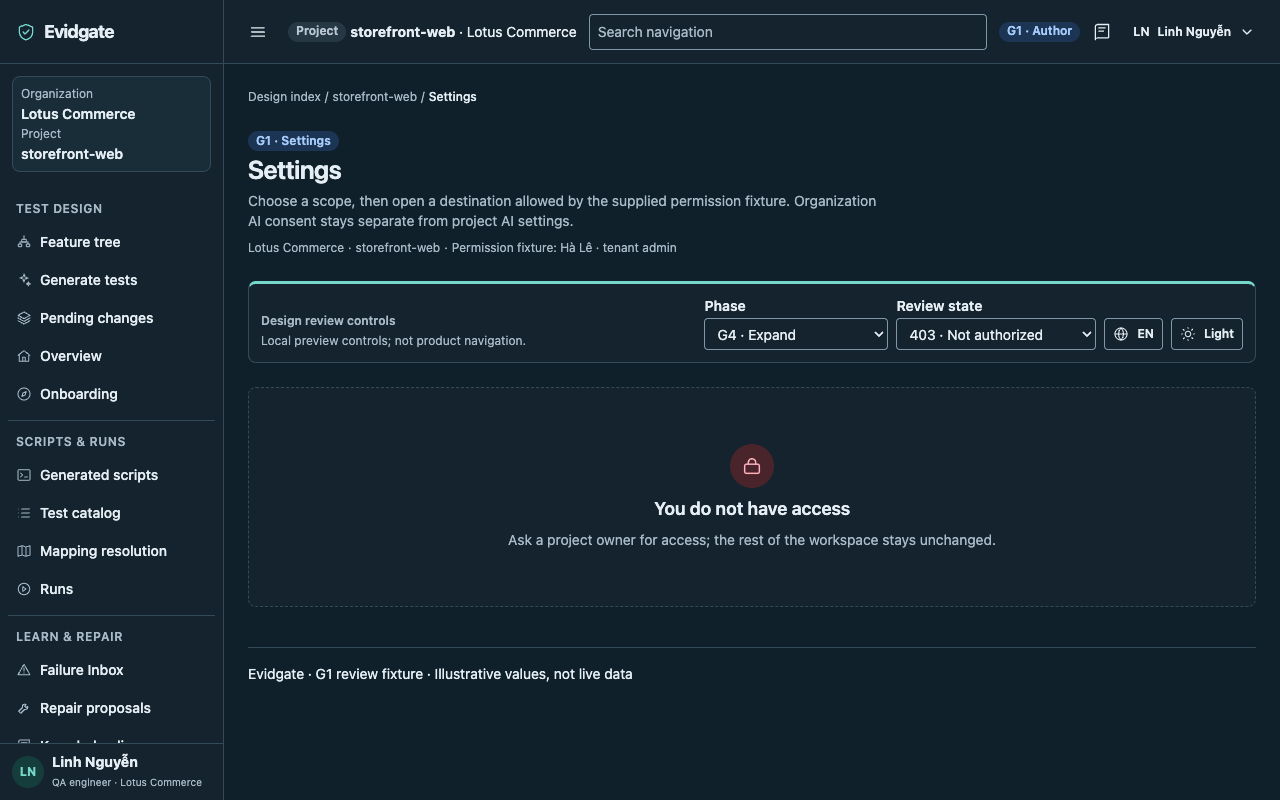 Evidgate
Project storefront-web · Lotus Commerce
Search navigation
G1 · Author
LN Linh Nguyễn
Organization
Lotus Commerce
Project
storefront-web
TEST DESIGN
Feature tree
Generate tests
Pending changes
Overview
Onboarding
SCRIPTS & RUNS
Generated scripts
Test catalog
Mapping resolution
Runs
LEARN & REPAIR
Failure Inbox
Repair proposals
LN
Linh Nguyễn
QA engineer · Lotus Commerce
Design index / storefront-web / Settings
G1 · Settings
Settings
Choose a scope, then open a destination allowed by the supplied permission fixture. Organization
AI consent stays separate from project AI settings.
Lotus Commerce · storefront-web · Permission fixture: Hà Lê · tenant admin
Design review controls
Local preview controls; not product navigation.
Phase
G4 · Expand
Review state
403 · Not authorized
EN
Light
You do not have access
Ask a project owner for access; the rest of the workspace stays unchanged.
Evidgate · G1 review fixture · Illustrative values, not live data